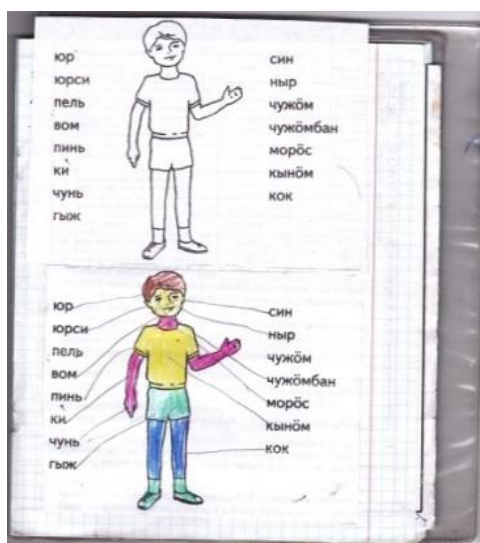 юр
юрси
пель
вом
пинь
ки
чунь
гыж
син
ныр
чужӧм
чужӧмбан
морӧс
кынӧм
кок
юр
юрси
пель
вом
пинь
ки
чунь
гыж
син
ныр
чужӧм
чужӧмбан
морӧс
кынӧм
кок